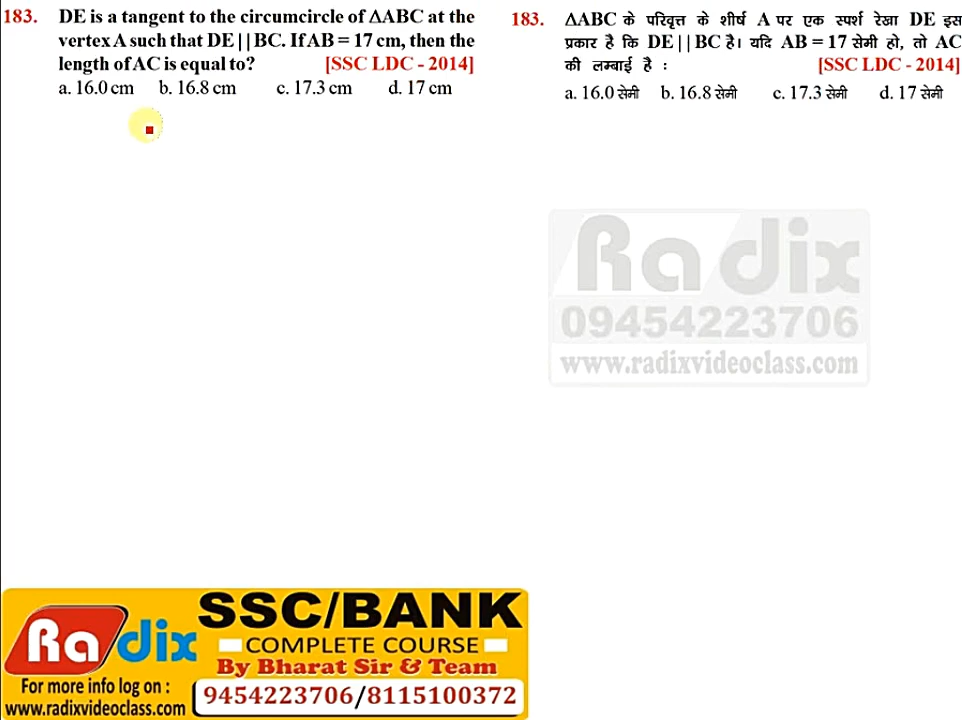 183. DE is a tangent to the circumcircle of ΔABC at the
vertex A such that DE||BC. If AB = 17 cm, then the
length of AC is equal to? [SSC LDC - 2014]
a. 16.0 cm b. 16.8 cm c. 17.3 cm d. 17 cm
183. ΔABC के परिवृत्त के शीर्ष A पर एक स्पर्श रेखा DE इस
प्रकार है कि DE||BC है। यदि AB = 17 सेमी हो, तो AC
की लम्बाई है : [SSC LDC - 2014]
a. 16.0 सेमी b. 16.8 सेमी c. 17.3 सेमी d. 17 सेमी
Radix
09454223706
www.radixvideoclass.com
Radix
For more info log on :
www.radixvideoclass.com
SSC/BANK
COMPLETE COURSE
By Bharat Sir & Team
9454223706/8115100372